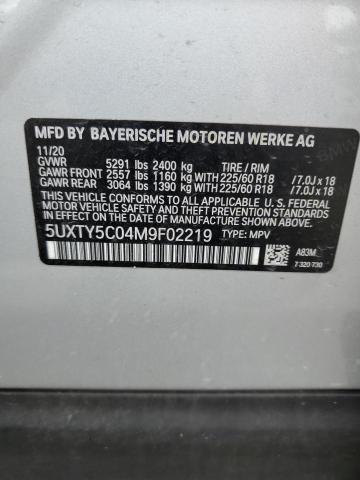 MFD BY BAYERISCHE MOTOREN WERKE AG
11/20
GVWR 5291 lbs 2400 kg TIRE / RIM
GAWR FRONT 2557 lbs 1160 kg WITH 225/60 R18 /7.0J x 18
GAWR REAR 3064 lbs 1390 kg WITH 225/60 R18 /7.0J x 18
THIS VEHICLE CONFORMS TO ALL APPLICABLE U.S. FEDERAL
MOTOR VEHICLE SAFETY STANDARDS IN EFFECT ON THE
DATE OF MANUFACTURE SHOWN ABOVE.
5UXTY5C04M9F02219 TYPE: MPV
A83M
7 320 730